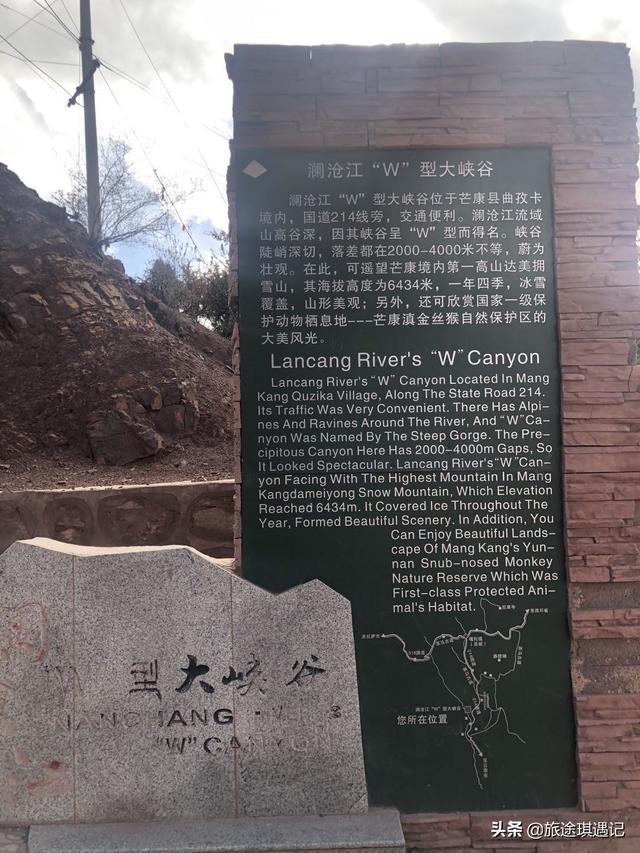 澜沧江“W”型大峡谷
澜沧江“W”型大峡谷位于芒康县曲孜卡
境内，国道214线旁，交通便利。澜沧江流域
山高谷深，因其峡谷呈“W”型而得名。峡谷
陡峭深切，落差都在2000-4000米不等，蔚为
壮观。在此，可遥望芒康境内第一高山达美拥
雪山，其海拔高度为6434米，一年四季，冰雪
覆盖，山形美观；另外，还可欣赏国家一级保
护动物栖息地---芒康滇金丝猴自然保护区的
大美风光。
Lancang River's “W” Canyon
Lancang River's “W” Canyon Located In Mang
Kang Quzika Village, Along The State Road 214.
Its Traffic Was Very Convenient. There Has Alpi-
nes And Ravines Around The River, And “W”Ca-
nyon Was Named By The Steep Gorge. The Pre-
cipitous Canyon Here Has 2000-4000m Gaps, So
It Looked Spectacular. Lancang River's“W”Can-
yon Facing With The Highest Mountain In Mang
Kangdameiyong Snow Mountain, Which Elevation
Reached 6434m. It Covered Ice Throughout The
Year, Formed Beautiful Scenery. In Addition, You
Can Enjoy Beautiful Lands-
cape Of Mang Kang's Yun-
nan Snub-nosed Monkey
Nature Reserve Which Was
First-class Protected Ani-
mal's Habitat.
澜沧江“W”型大峡谷
您所在位置
型大峡谷
“W”CANYON
头条 @旅途琪遇记